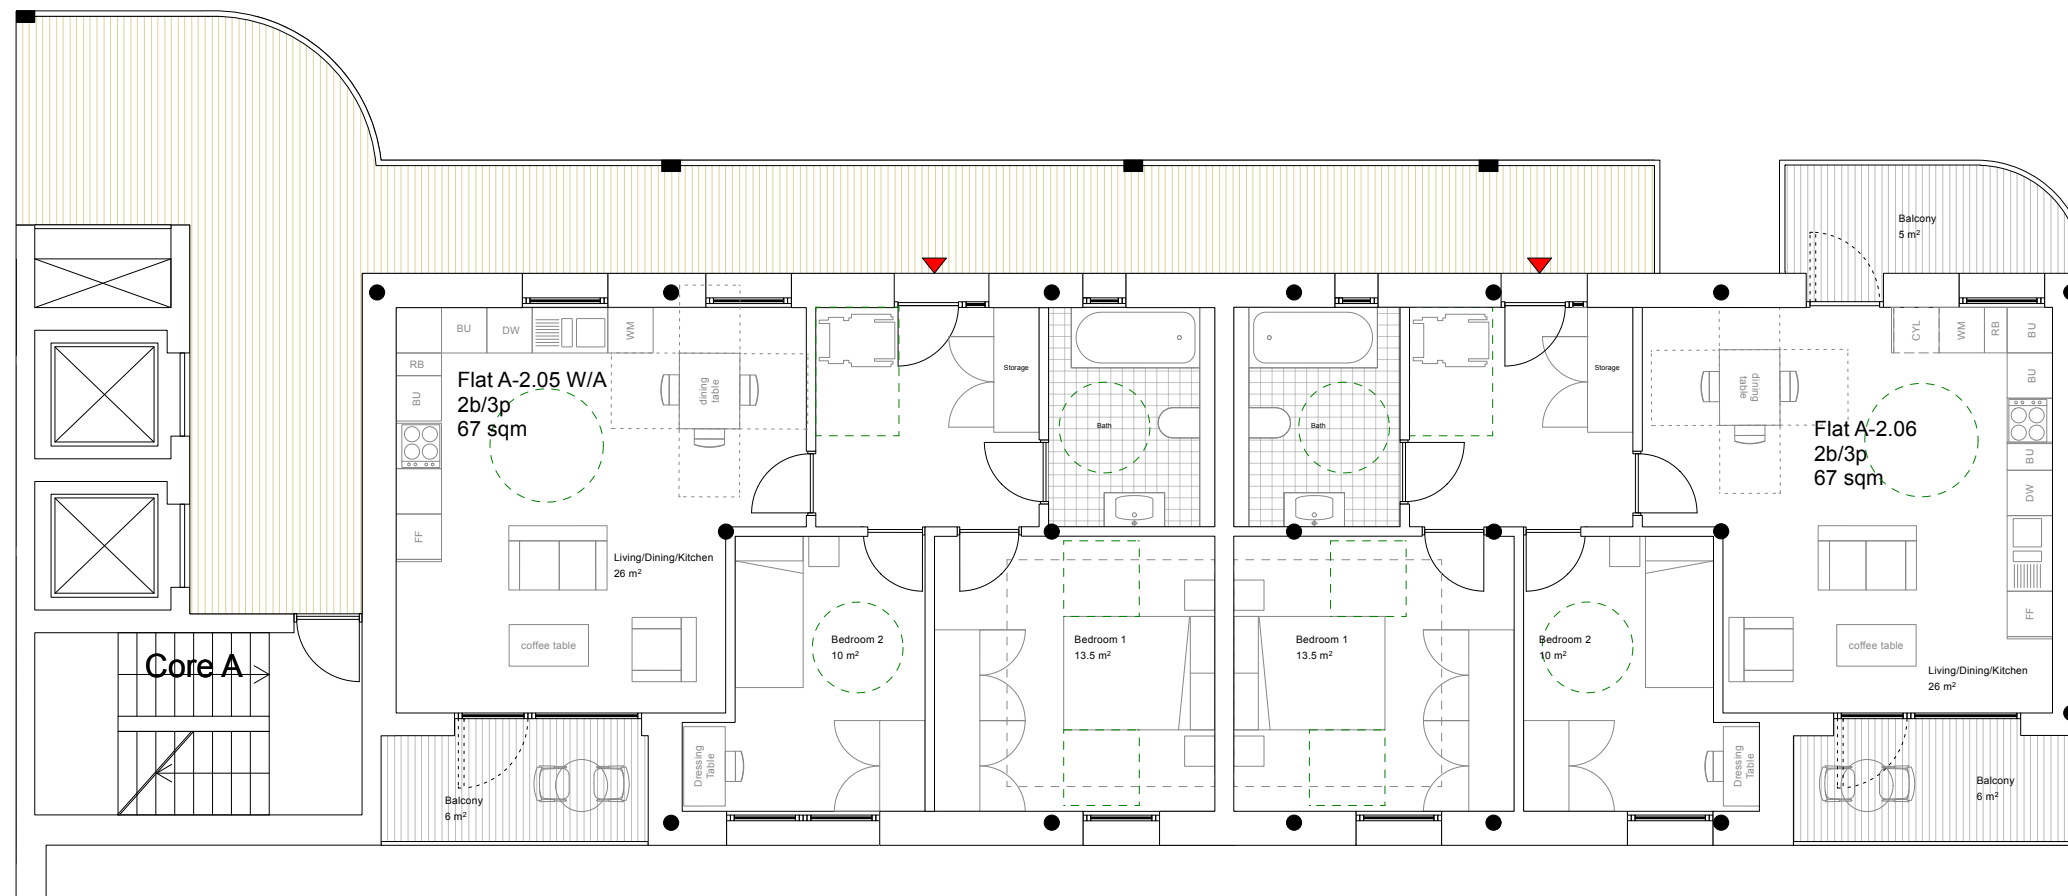 Balcony
5 m²
BU
DW
WM
RB
BU
FF
dining
table
Flat A-2.05 W/A
2b/3p
67 sqm
Storage
Bath
Bath
Storage
dining
table
CYL
WM
RB
BU
BU
BU
DW
FF
Flat A-2.06
2b/3p
67 sqm
Living/Dining/Kitchen
26 m²
coffee table
Core A
Bedroom 2
10 m²
Bedroom 1
13.5 m²
Bedroom 1
13.5 m²
Bedroom 2
10 m²
coffee table
Living/Dining/Kitchen
26 m²
Dressing
Table
Dressing
Table
Balcony
6 m²
Balcony
6 m²